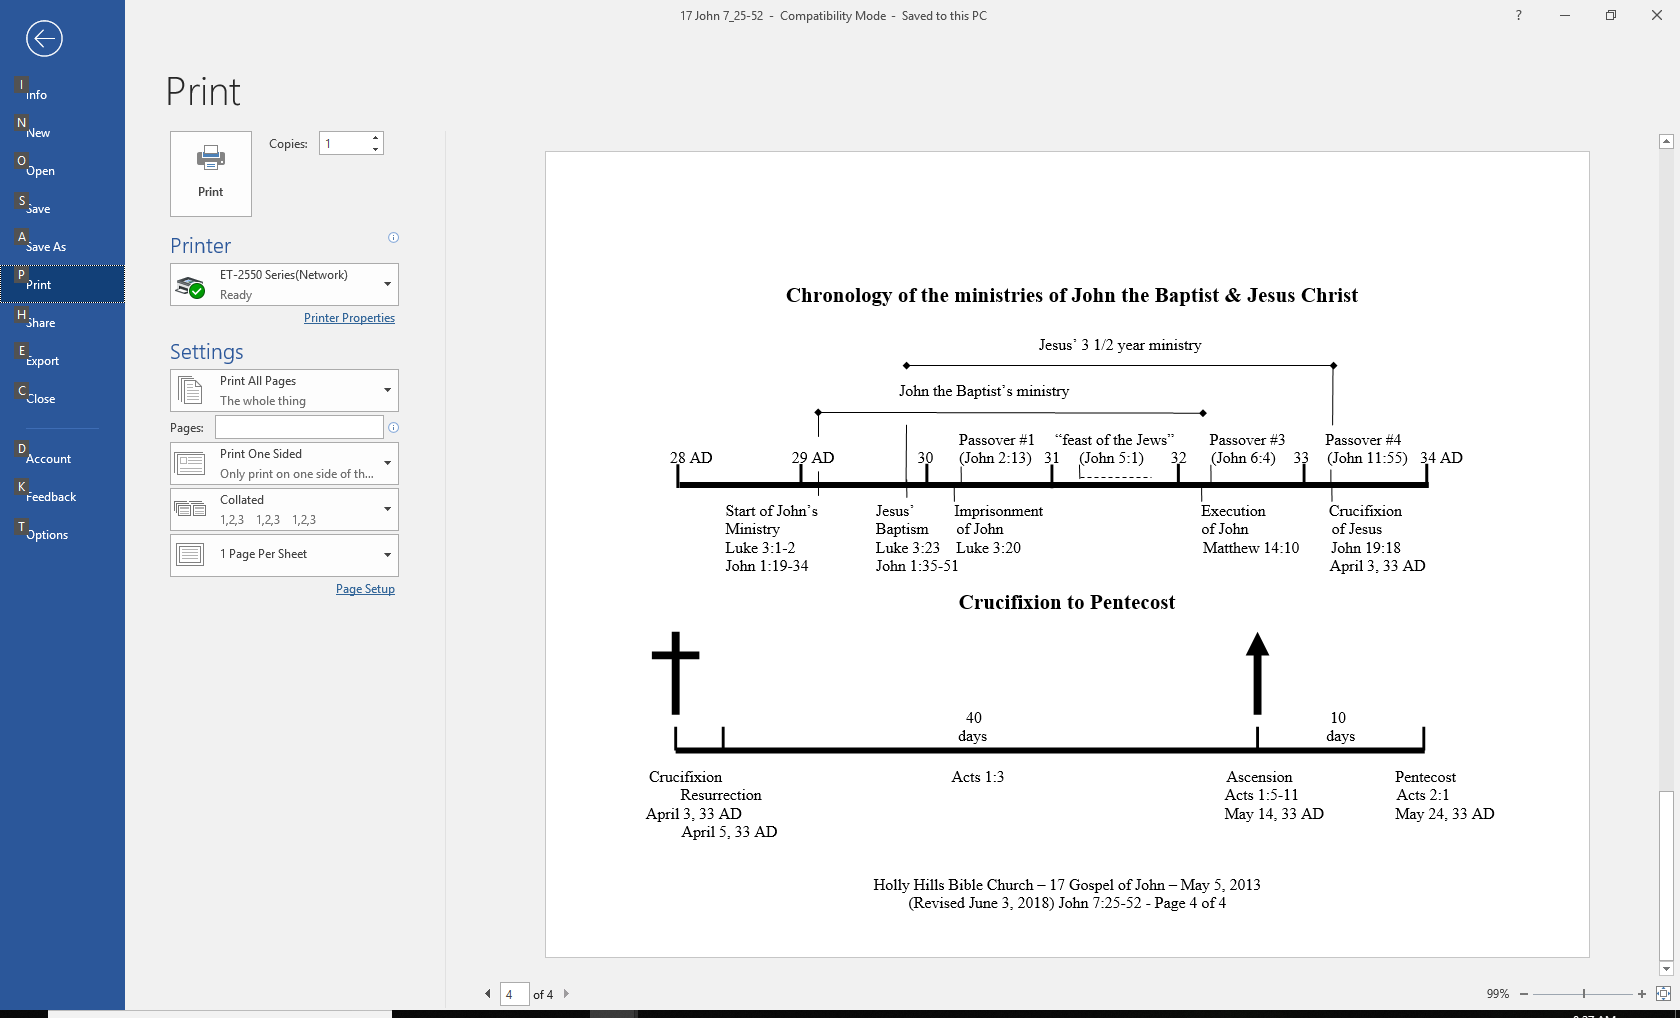 17 John 7_25-52  -  Compatibility Mode  -  Saved to this PC
?
I
Info
N
New
O
Open
S
Save
A
Save As
P
Print
H
Share
E
Export
C
Close
D
Account
K
Feedback
T
Options
Print
Print
Copies: 1
Printer
ET-2550 Series(Network)
Ready
Printer Properties
Settings
Print All Pages
The whole thing
Pages:
Print One Sided
Only print on one side of th...
Collated
1,2,3 1,2,3 1,2,3
1 Page Per Sheet
Page Setup
Chronology of the ministries of John the Baptist & Jesus Christ
Jesus’ 3 1/2 year ministry
John the Baptist’s ministry
Passover #1 “feast of the Jews” Passover #3 Passover #4
28 AD 29 AD 30 (John 2:13) 31 (John 5:1) 32 (John 6:4) 33 (John 11:55) 34 AD
Start of John’s Jesus’ Imprisonment Execution Crucifixion
Ministry Baptism of John of John of Jesus
Luke 3:1-2 Luke 3:23 Luke 3:20 Matthew 14:10 John 19:18
John 1:19-34 John 1:35-51 April 3, 33 AD
Crucifixion to Pentecost
40 10
days days
Crucifixion Acts 1:3 Ascension Pentecost
Resurrection Acts 1:5-11 Acts 2:1
April 3, 33 AD May 14, 33 AD May 24, 33 AD
April 5, 33 AD
Holly Hills Bible Church – 17 Gospel of John – May 5, 2013
(Revised June 3, 2018) John 7:25-52 - Page 4 of 4
4 of 4
99%